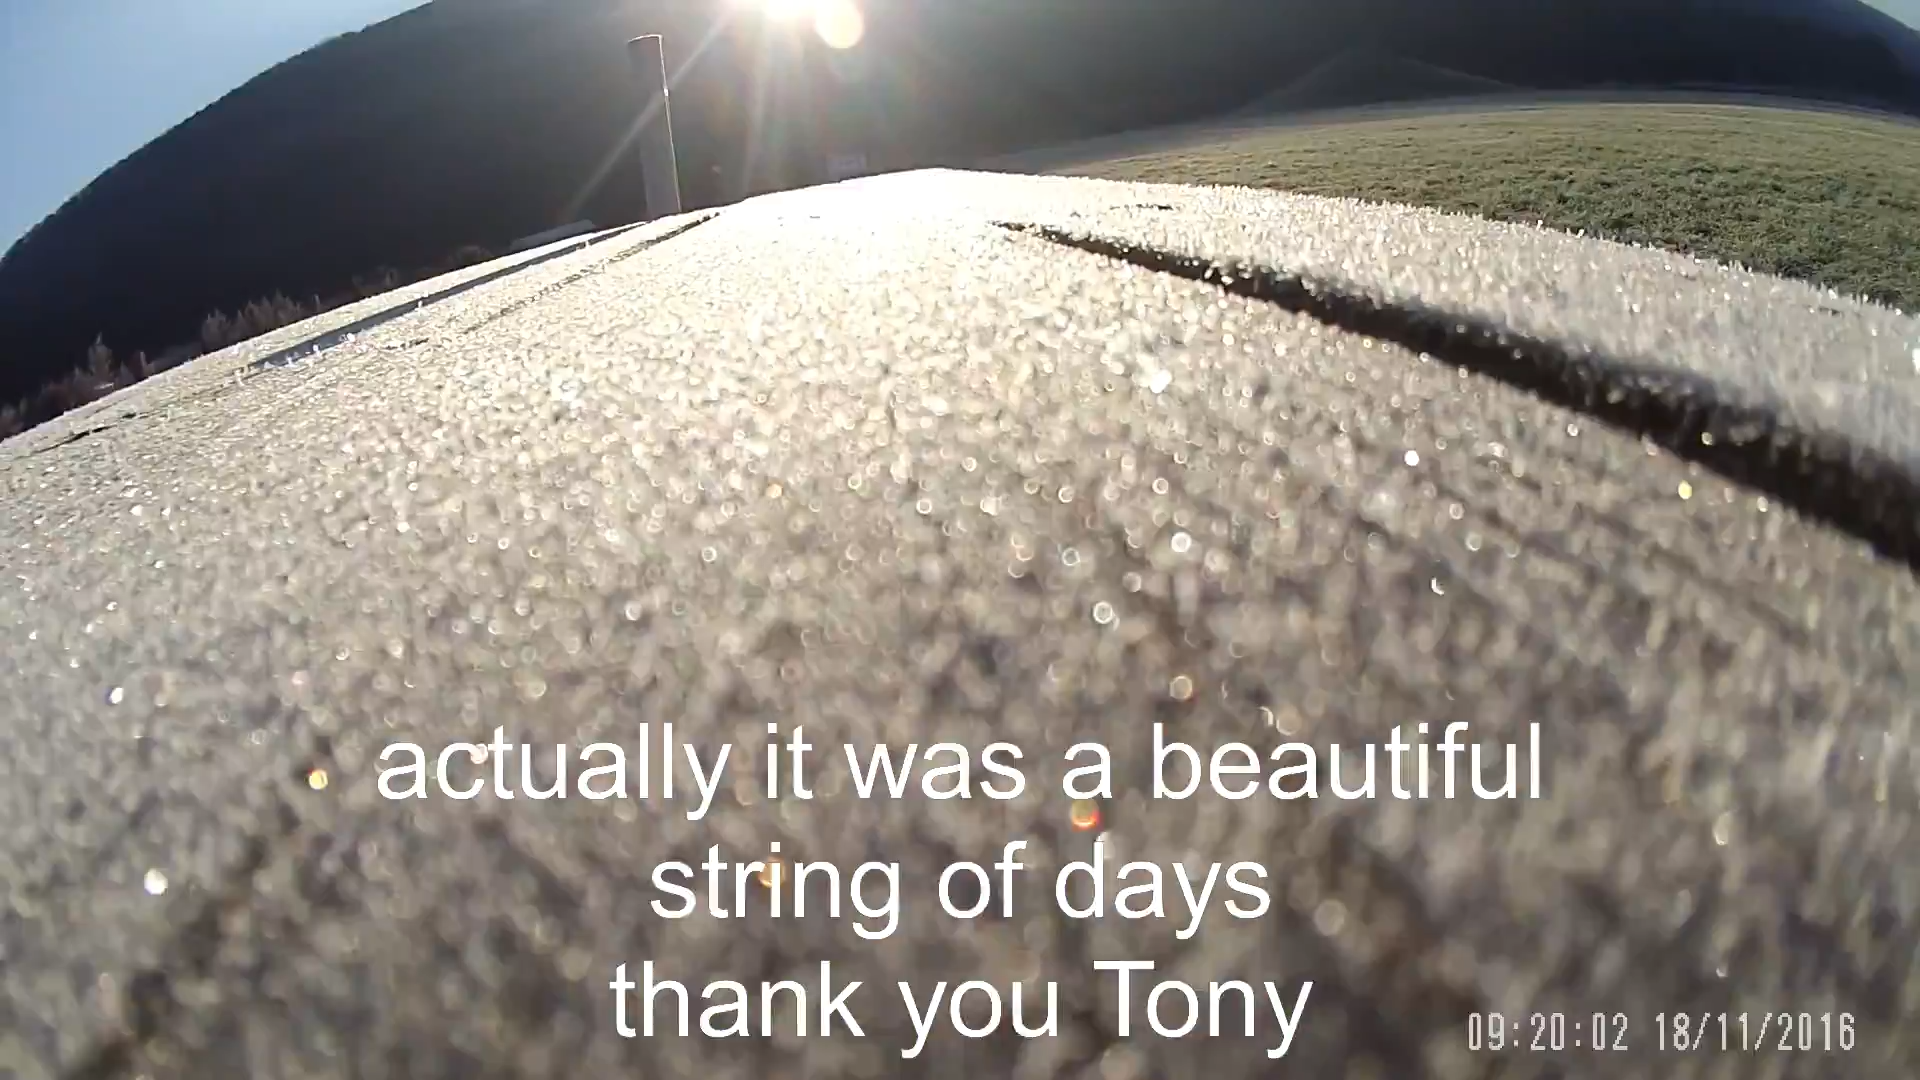 actually it was a beautiful
string of days
thank you Tony
09:20:02 18/11/2016